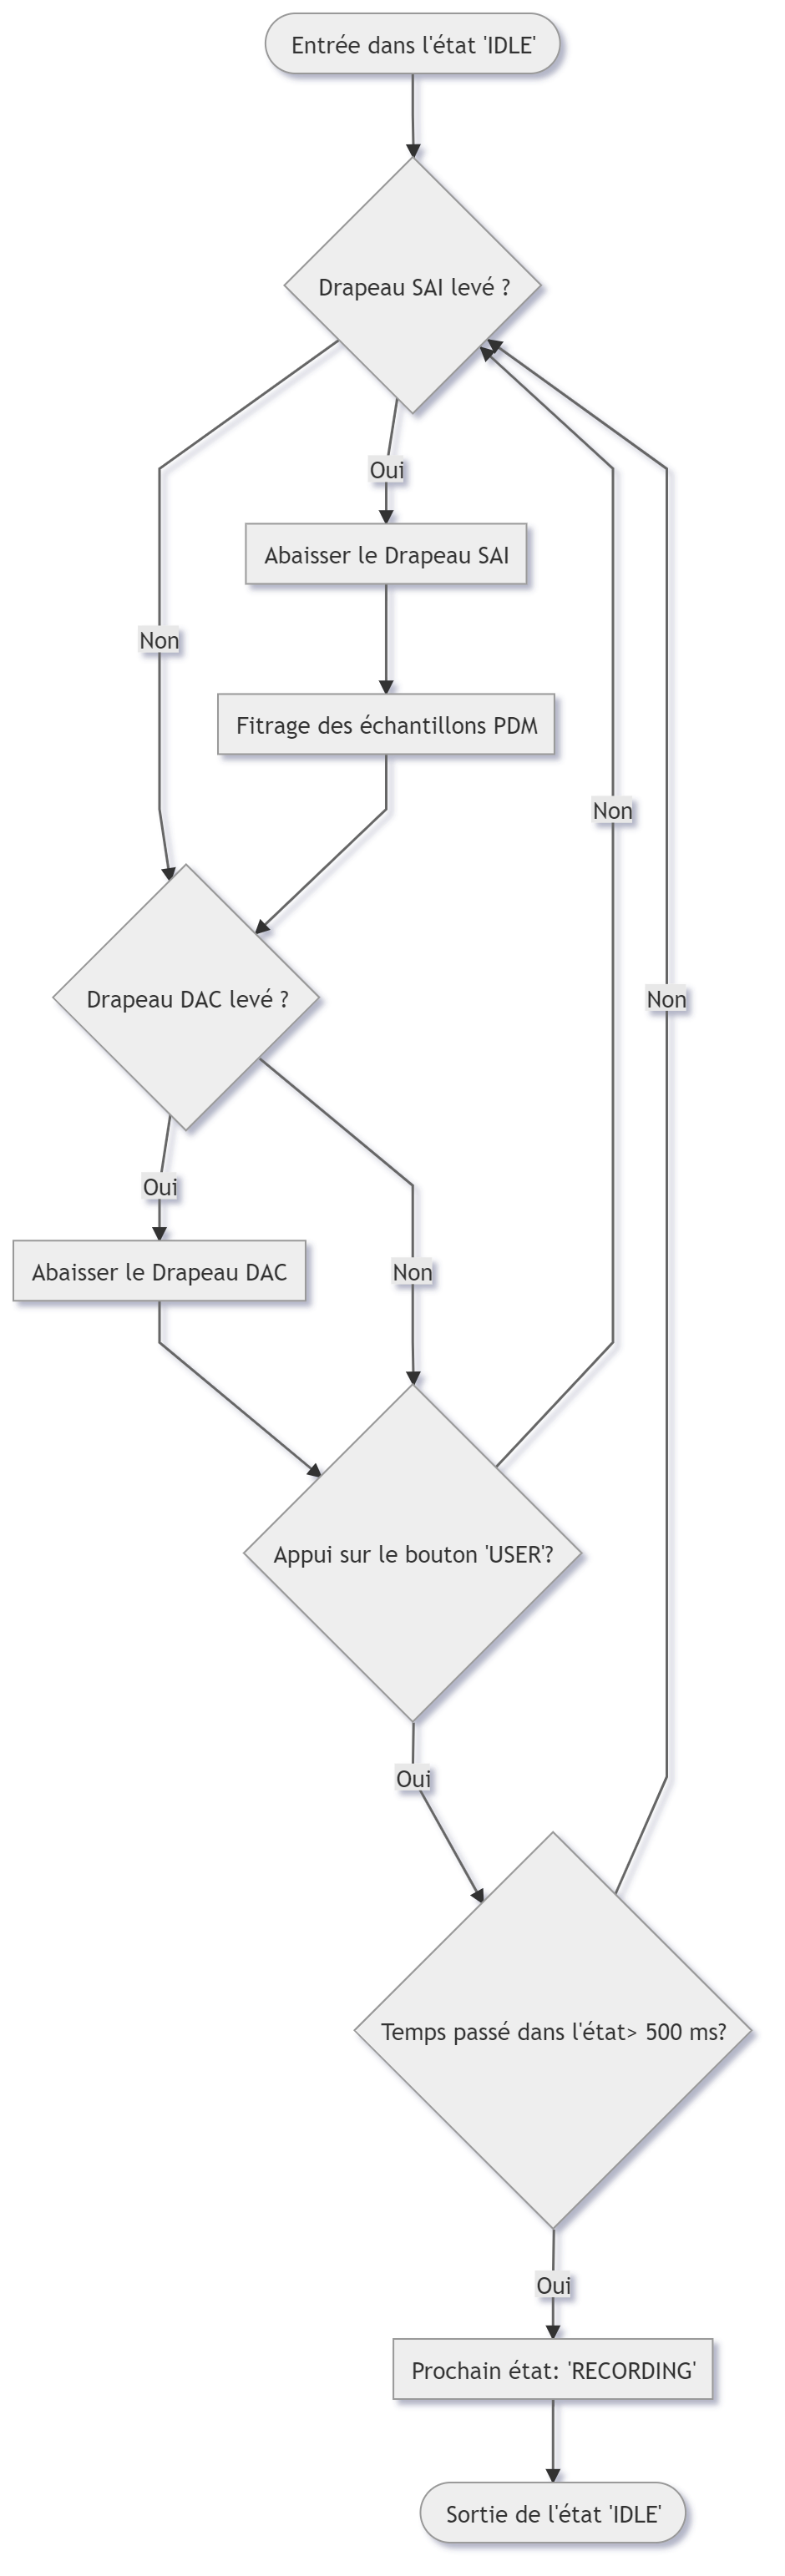 Entrée dans l'état 'IDLE'
Drapeau SAI levé ?
Oui
Abaisser le Drapeau SAI
Non
Fitrage des échantillons PDM
Non
Drapeau DAC levé ?
Non
Oui
Abaisser le Drapeau DAC
Non
Appui sur le bouton 'USER'?
Oui
Temps passé dans l'état> 500 ms?
Oui
Prochain état: 'RECORDING'
Sortie de l'état 'IDLE'